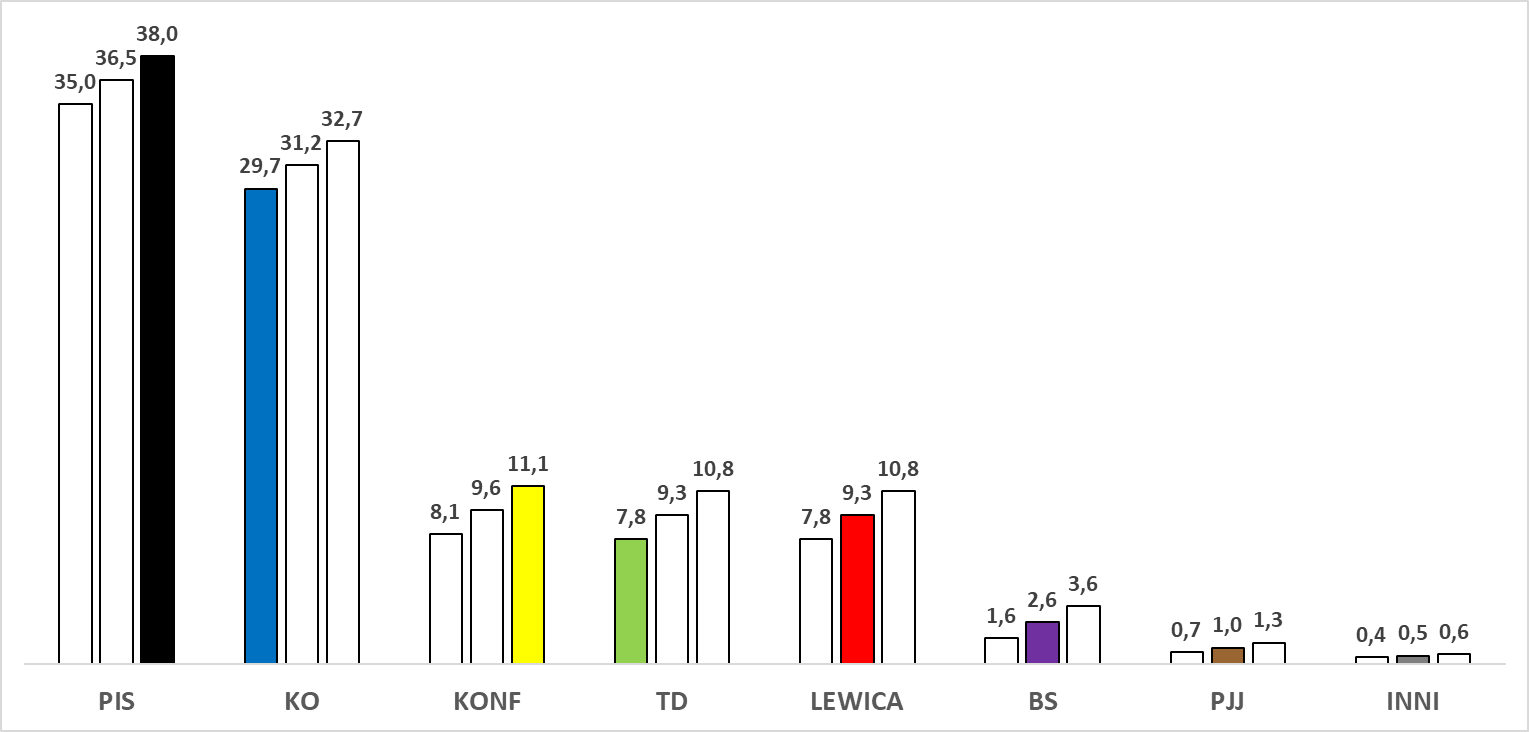 35,0 36,5 38,0
29,7 31,2 32,7
8,1 9,6 11,1
7,8 9,3 10,8
7,8 9,3 10,8
1,6 2,6 3,6
0,7 1,0 1,3
0,4 0,5 0,6
PIS KO KONF TD LEWICA BS PJJ INNI